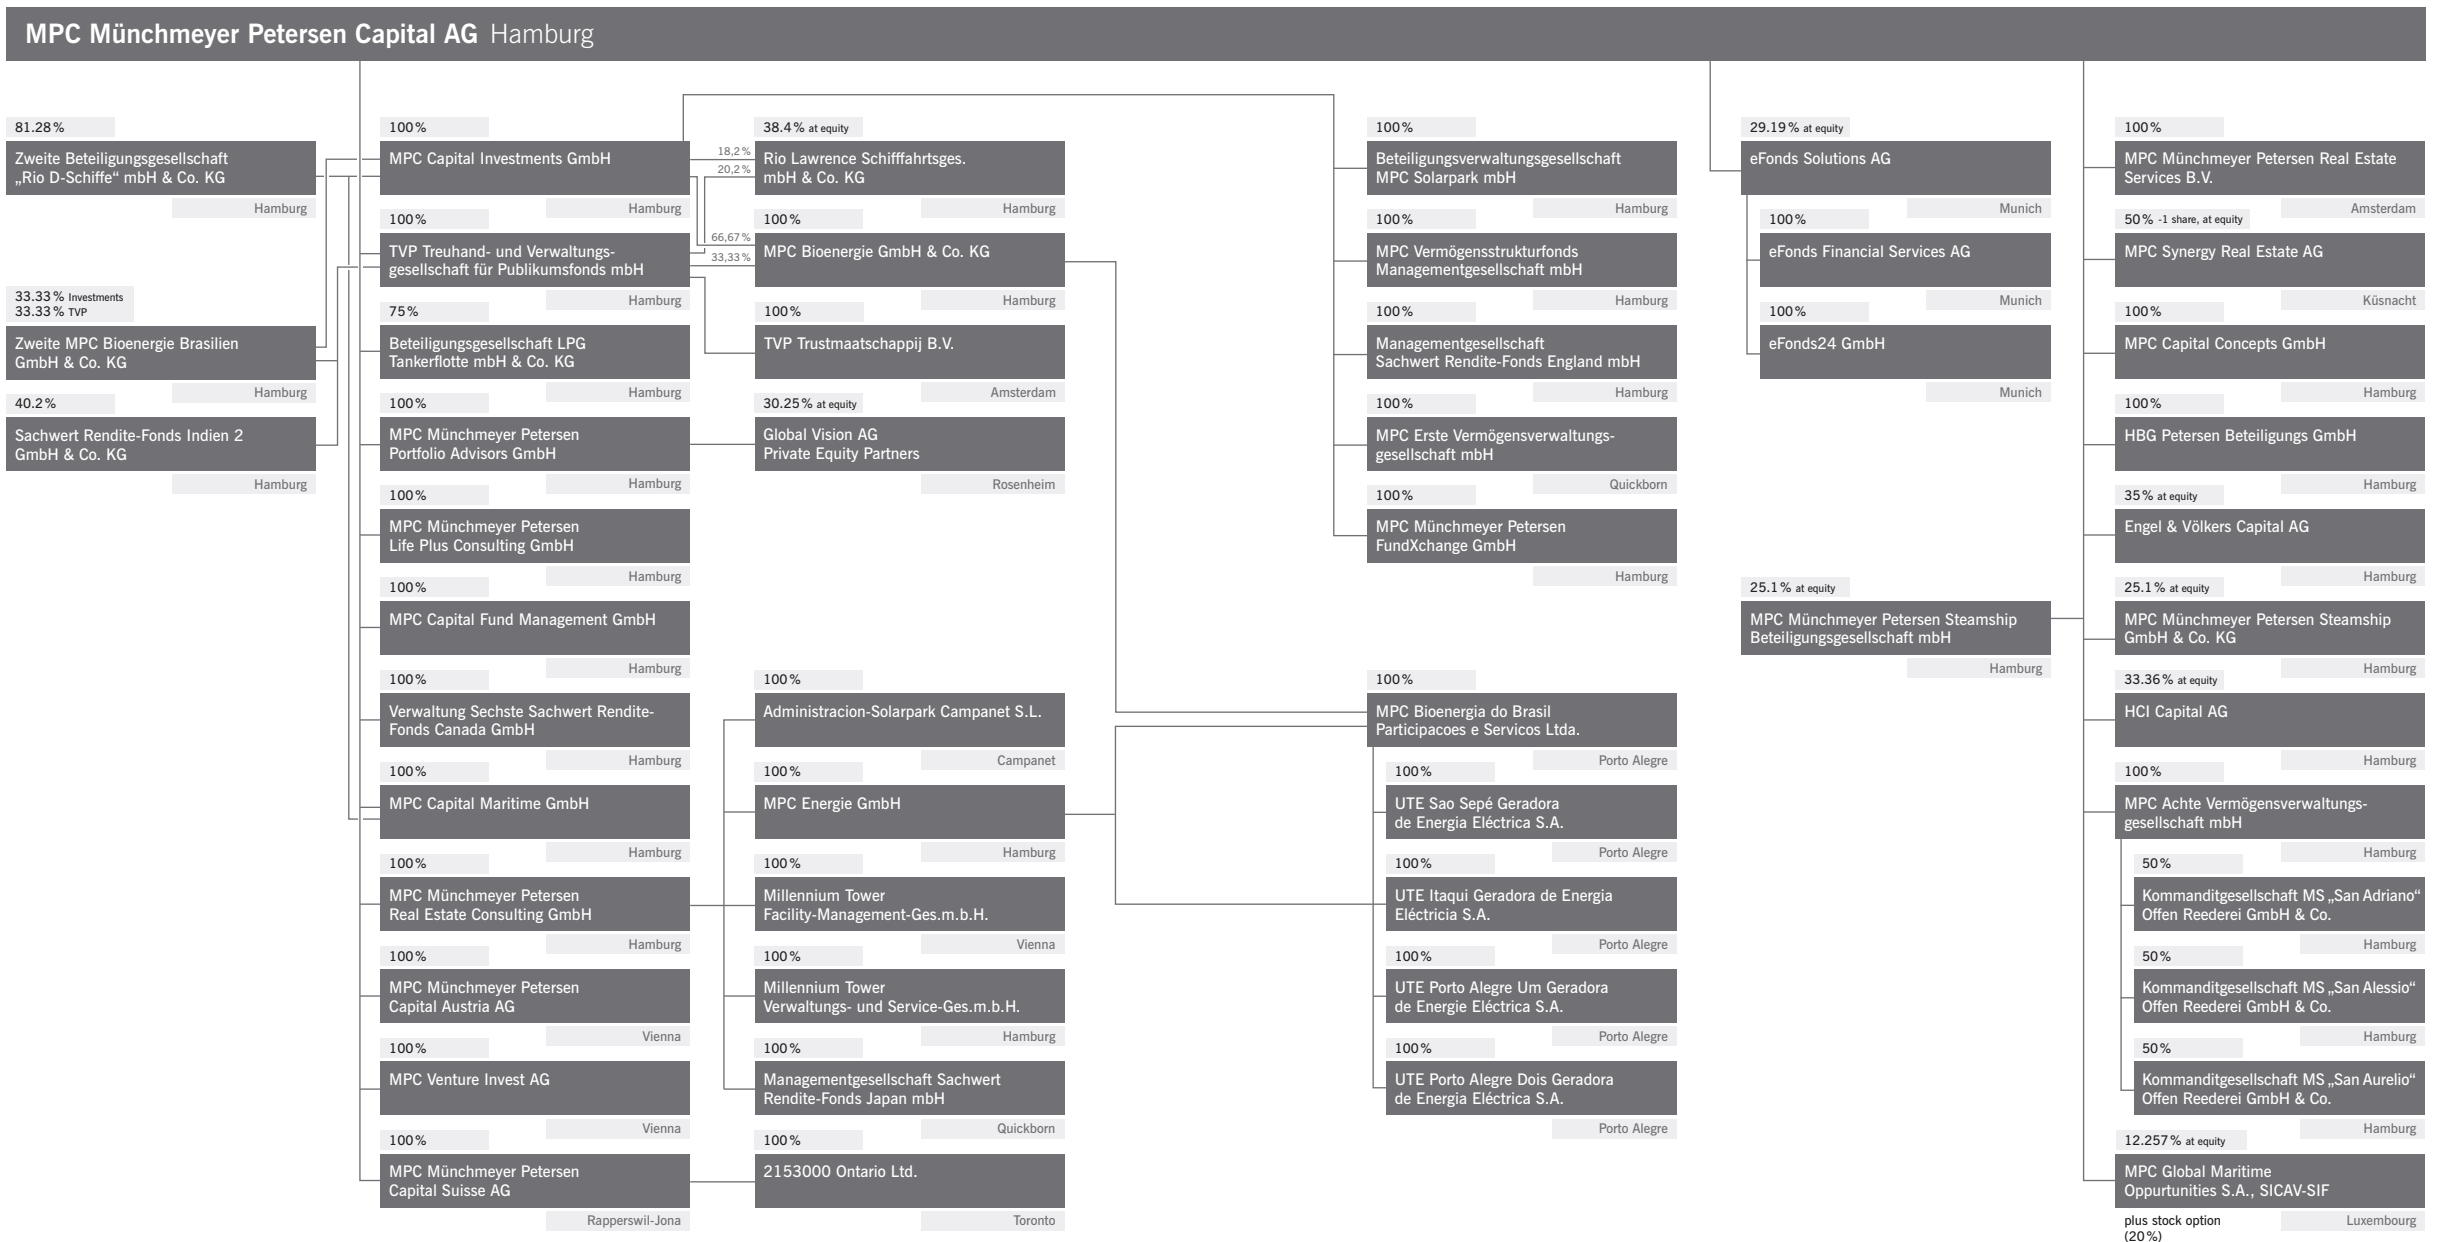 MPC Münchmeyer Petersen Capital AG Hamburg
81.28%
Zweite Beteiligungsgesellschaft
„Rio D-Schiffe“ mbH & Co. KG
Hamburg
33.33% Investments
33.33% TVP
Zweite MPC Bioenergie Brasilien
GmbH & Co. KG
Hamburg
40.2%
Sachwert Rendite-Fonds Indien 2
GmbH & Co. KG
Hamburg
100%
MPC Capital Investments GmbH
Hamburg
100%
TVP Treuhand- und Verwaltungs-
gesellschaft für Publikumsfonds mbH
Hamburg
75%
Beteiligungsgesellschaft LPG
Tankerflotte mbH & Co. KG
Hamburg
100%
MPC Münchmeyer Petersen
Portfolio Advisors GmbH
Hamburg
100%
MPC Münchmeyer Petersen
Life Plus Consulting GmbH
Hamburg
100%
MPC Capital Fund Management GmbH
Hamburg
100%
Verwaltung Sechste Sachwert Rendite-
Fonds Canada GmbH
Hamburg
100%
MPC Capital Maritime GmbH
Hamburg
100%
MPC Münchmeyer Petersen
Real Estate Consulting GmbH
Hamburg
100%
MPC Münchmeyer Petersen
Capital Austria AG
Vienna
100%
MPC Venture Invest AG
Vienna
100%
MPC Münchmeyer Petersen
Capital Suisse AG
Rapperswil-Jona
18,2%
20,2%
66,67%
33,33%
38.4% at equity
Rio Lawrence Schifffahrtsges.
mbH & Co. KG
Hamburg
100%
MPC Bioenergie GmbH & Co. KG
Hamburg
100%
TVP Trustmaatschappij B.V.
Amsterdam
30.25% at equity
Global Vision AG
Private Equity Partners
Rosenheim
100%
Administracion-Solarpark Campanet S.L.
Campanet
100%
MPC Energie GmbH
Hamburg
100%
Millennium Tower
Facility-Management-Ges.m.b.H.
Vienna
100%
Millennium Tower
Verwaltungs- und Service-Ges.m.b.H.
Hamburg
100%
Managementgesellschaft Sachwert
Rendite-Fonds Japan mbH
Quickborn
100%
2153000 Ontario Ltd.
Toronto
100%
Beteiligungsverwaltungsgesellschaft
MPC Solarpark mbH
Hamburg
100%
MPC Vermögensstrukturfonds
Managementgesellschaft mbH
Hamburg
100%
Managementgesellschaft
Sachwert Rendite-Fonds England mbH
Hamburg
100%
MPC Erste Vermögensverwaltungs-
gesellschaft mbH
Quickborn
100%
MPC Münchmeyer Petersen
FundXchange GmbH
Hamburg
100%
MPC Bioenergia do Brasil
Participacoes e Servicos Ltda.
Porto Alegre
100%
UTE Sao Sepé Geradora
de Energia Eléctrica S.A.
Porto Alegre
100%
UTE Itaqui Geradora de Energia
Eléctricia S.A.
Porto Alegre
100%
UTE Porto Alegre Um Geradora
de Energie Eléctrica S.A.
Porto Alegre
100%
UTE Porto Alegre Dois Geradora
de Energia Eléctrica S.A.
Porto Alegre
29.19% at equity
eFonds Solutions AG
Munich
100%
eFonds Financial Services AG
Munich
100%
eFonds24 GmbH
Munich
25.1% at equity
MPC Münchmeyer Petersen Steamship
Beteiligungsgesellschaft mbH
Hamburg
100%
MPC Münchmeyer Petersen Real Estate
Services B.V.
Amsterdam
50% -1 share, at equity
MPC Synergy Real Estate AG
Küsnacht
100%
MPC Capital Concepts GmbH
Hamburg
100%
HBG Petersen Beteiligungs GmbH
Hamburg
35% at equity
Engel & Völkers Capital AG
Hamburg
25.1% at equity
MPC Münchmeyer Petersen Steamship
GmbH & Co. KG
Hamburg
33.36% at equity
HCI Capital AG
Hamburg
100%
MPC Achte Vermögensverwaltungs-
gesellschaft mbH
Hamburg
50%
Kommanditgesellschaft MS „San Adriano“
Offen Reederei GmbH & Co.
Hamburg
50%
Kommanditgesellschaft MS „San Alessio“
Offen Reederei GmbH & Co.
Hamburg
50%
Kommanditgesellschaft MS „San Aurelio“
Offen Reederei GmbH & Co.
Hamburg
12.257% at equity
MPC Global Maritime
Oppurtunities S.A., SICAV-SIF
Luxembourg
plus stock option
(20%)